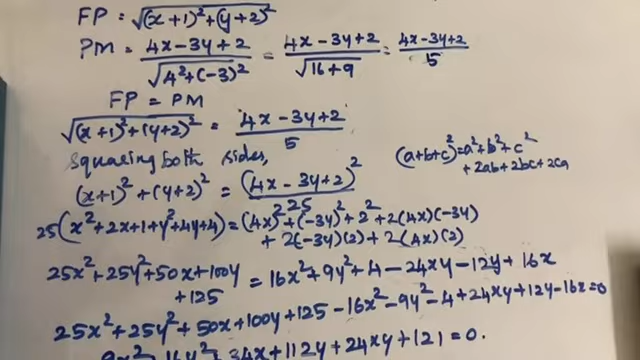 FP = √(x+1)²+(y+2)²
PM = 4x-3y+2/√4²+(-3)² = 4x-3y+2/√16+9 = 4x-3y+2/5
FP = PM
√(x+1)²+(y+2)² = 4x-3y+2/5
Squaring both sides,
(a+b+c)²=a²+b²+c²
+2ab+2bc+2ca
(x+1)²+(y+2)² = (4x-3y+2)²/25
25(x²+2x+1+y²+4y+4)=(4x)²+(-3y)²+2²+2(4x)(-3y)
+2(-3y)(2)+2(4x)(2)
25x²+25y²+50x+100y = 16x²+9y²+4-24xy-12y+16x
+125
25x²+25y²+50x+100y+125-16x²-9y²-4+24xy+12y-16x=0
9x²+16y²+34x+112y+24xy+121=0.